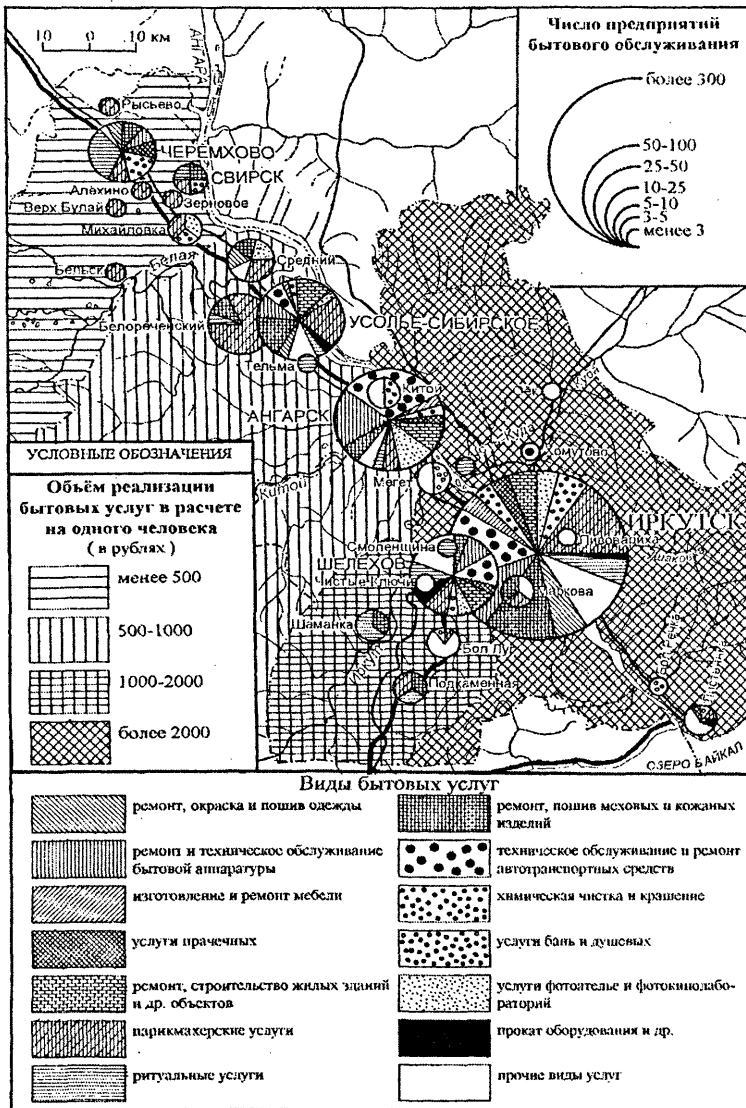 10 0 10 км
АНГАРА
Число предприятий
бытового обслуживания
более 300
50-100
25-50
10-25
5-10
3-5
менее 3
Рысьево
ЧЕРЕМХОВО
СВИРСК
Алёхино
Зерновое
Верх Булай
Михайловка
Белая
Средний
Бельск
Белореченский
УСОЛЬЕ-СИБИРСКОЕ
Тельма
Китой
АНГАРСК
Куда
Хомутово
Китой
Мегет
ИРКУТСК
Пивовариха
Смоленщина
ШЕЛЕХОВ
Чистые Ключи
Маркова
Шаманка
Иркут
Бол Луг
Подкаменная
ОЗЕРО БАЙКАЛ
УСЛОВНЫЕ ОБОЗНАЧЕНИЯ
Объём реализации
бытовых услуг в расчете
на одного человека
( в рублях )
менее 500
500-1000
1000-2000
более 2000
Виды бытовых услуг
ремонт, окраска и пошив одежды
ремонт и техническое обслуживание
бытовой аппаратуры
изготовление и ремонт мебели
услуги прачечных
ремонт, строительство жилых зданий
и др. объектов
парикмахерские услуги
ритуальные услуги
ремонт, пошив меховых и кожаных
изделий
техническое обслуживание и ремонт
автотранспортных средств
химическая чистка и крашение
услуги бань и душевых
услуги фотоателье и фотокинолабо-
раторий
прокат оборудования и др.
прочие виды услуг